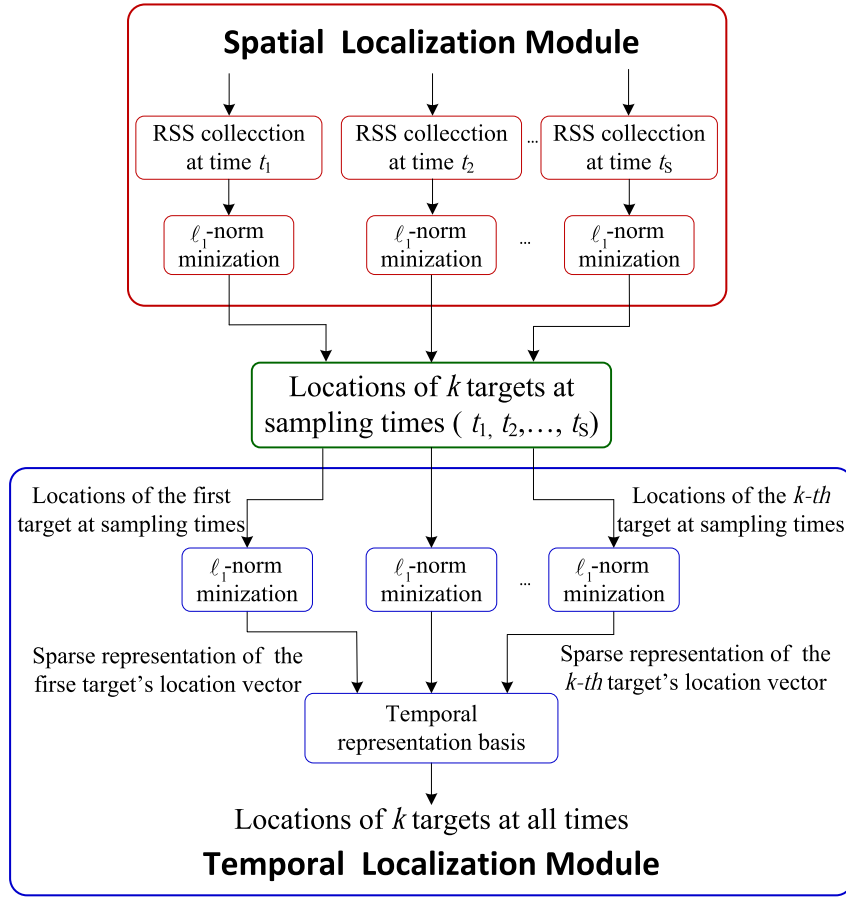 Spatial  Localization Module
RSS collecction
at time t1
RSS collecction
at time t2
...
RSS collecction
at time tS
ℓ1-norm
minization
ℓ1-norm
minization
...
ℓ1-norm
minization
Locations of k targets at
sampling times ( t1, t2,…, tS)
Locations of the first
target at sampling times
Locations of the k-th
target at sampling times
ℓ1-norm
minization
ℓ1-norm
minization
...
ℓ1-norm
minization
Sparse representation of  the
firse target’s location vector
Sparse representation of  the
k-th target’s location vector
Temporal
representation basis
Locations of k targets at all times
Temporal  Localization Module